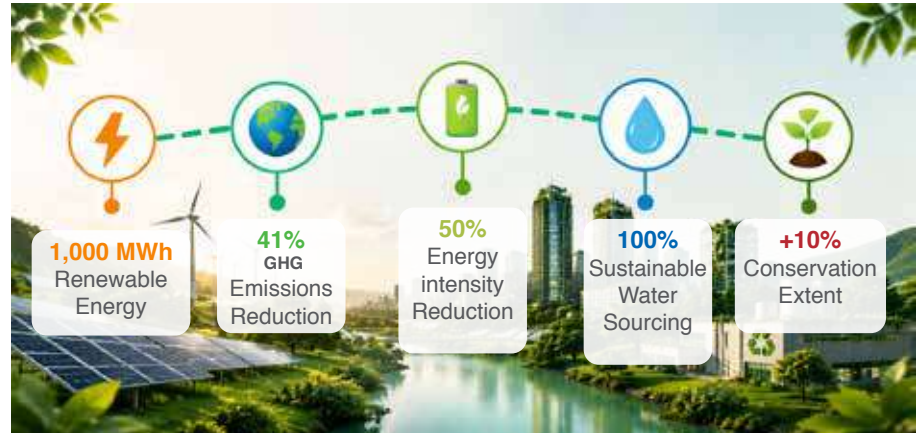 1,000 MWh
Renewable
Energy
41%
GHG
Emissions
Reduction
50%
Energy
intensity
Reduction
100%
Sustainable
Water
Sourcing
+10%
Conservation
Extent